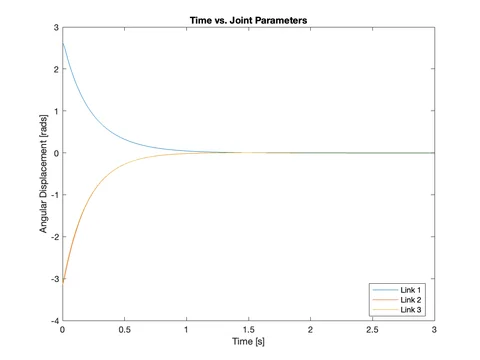 Time vs. Joint Parameters
3
2
1
0
-1
-2
-3
-4
Angular Displacement [rads]
0 0.5 1 1.5 2 2.5 3
Time [s]
Link 1
Link 2
Link 3